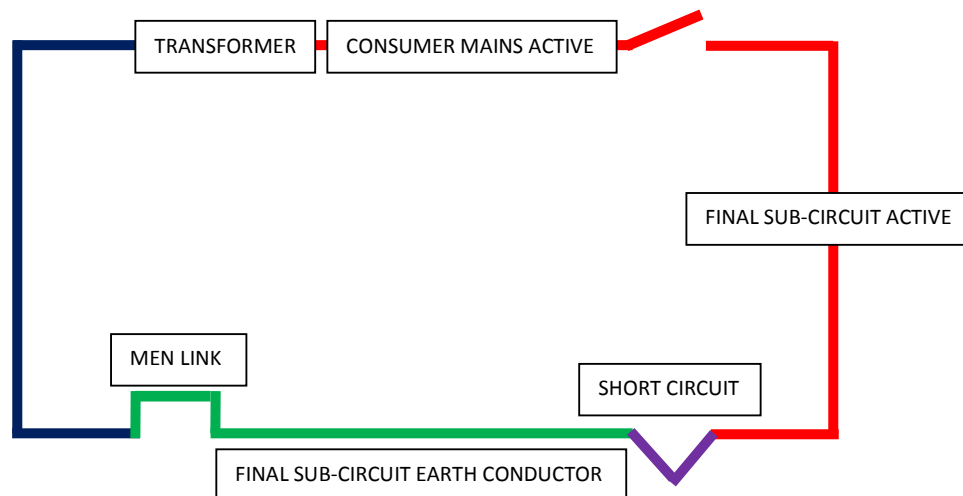 TRANSFORMER
CONSUMER MAINS ACTIVE
FINAL SUB-CIRCUIT ACTIVE
MEN LINK
SHORT CIRCUIT
FINAL SUB-CIRCUIT EARTH CONDUCTOR